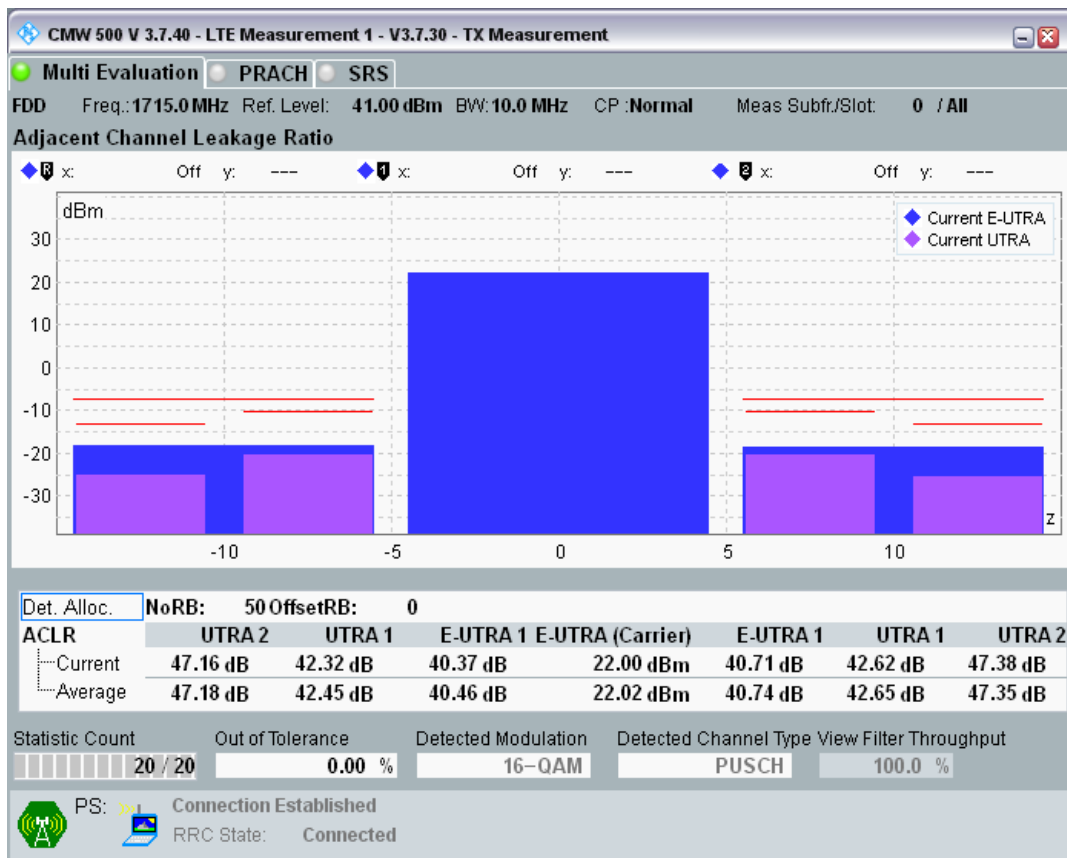 CMW 500 V 3.7.40 - LTE Measurement 1 - V3.7.30 - TX Measurement
Multi Evaluation PRACH SRS
FDD Freq.: 1715.0 MHz Ref. Level: 41.00 dBm BW: 10.0 MHz CP : Normal Meas Subfr./Slot: 0 / All
Adjacent Channel Leakage Ratio
R x: Off y: --- 1 x: Off y: --- 2 x: Off y: ---
dBm
Current E-UTRA
Current UTRA
30
20
10
0
-10
-20
-30
z
-10 -5 0 5 10
Det. Alloc. NoRB: 50 OffsetRB: 0
ACLR UTRA 2 UTRA 1 E-UTRA 1 E-UTRA (Carrier) E-UTRA 1 UTRA 1 UTRA 2
Current 47.16 dB 42.32 dB 40.37 dB 22.00 dBm 40.71 dB 42.62 dB 47.38 dB
Average 47.18 dB 42.45 dB 40.46 dB 22.02 dBm 40.74 dB 42.65 dB 47.35 dB
Statistic Count Out of Tolerance Detected Modulation Detected Channel Type View Filter Throughput
20 / 20 0.00 % 16-QAM PUSCH 100.0 %
PS: Connection Established
RRC State: Connected